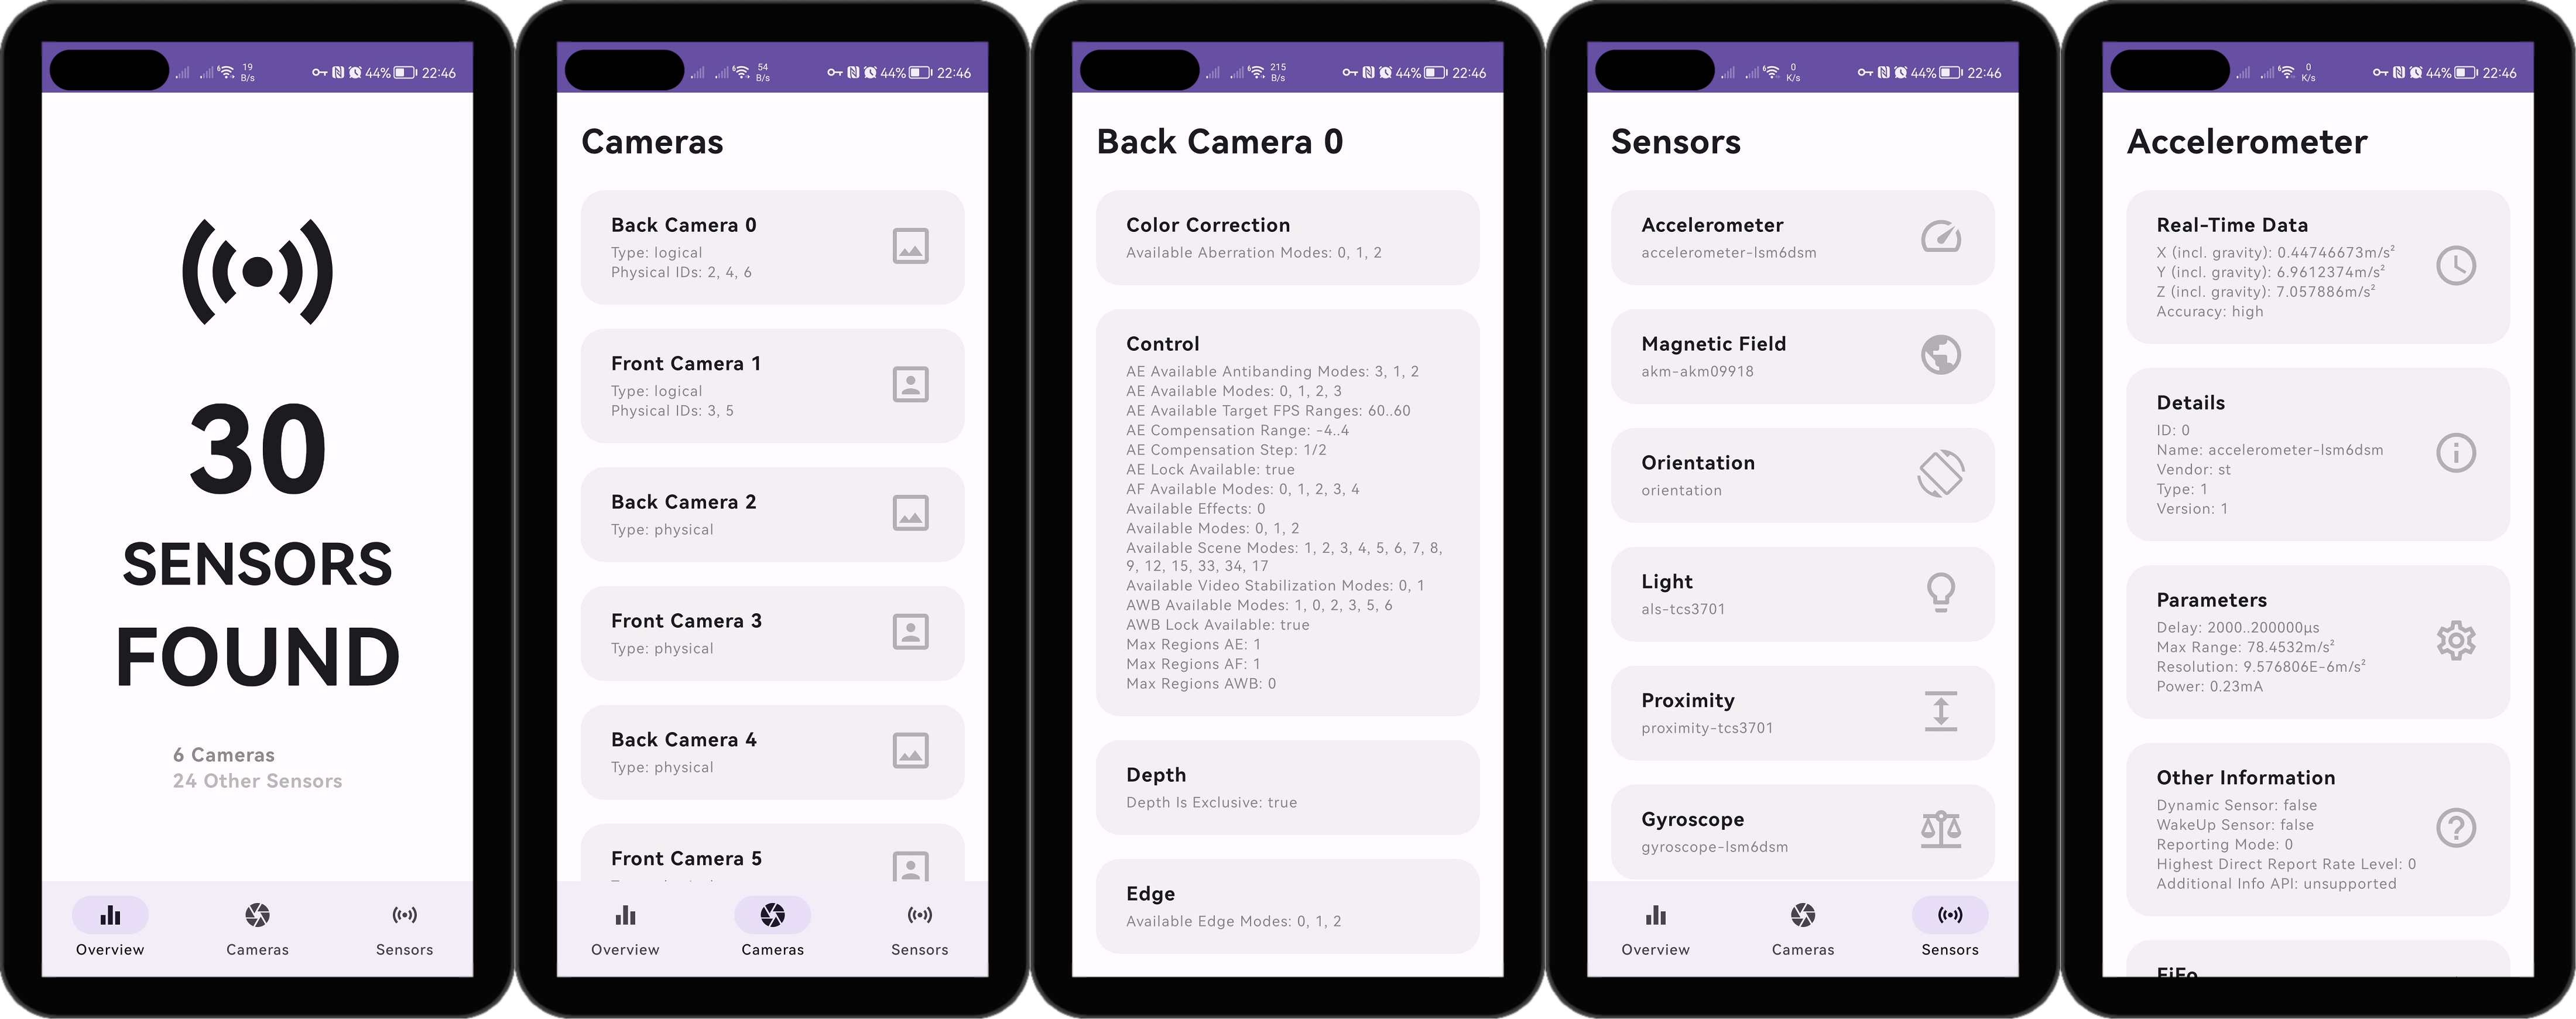 19
B/s
44%
22:46
30
SENSORS
FOUND
6 Cameras
24 Other Sensors
Overview
Cameras
Sensors
54
B/s
44%
22:46
Cameras
Back Camera 0
Type: logical
Physical IDs: 2, 4, 6
Front Camera 1
Type: logical
Physical IDs: 3, 5
Back Camera 2
Type: physical
Front Camera 3
Type: physical
Back Camera 4
Type: physical
Front Camera 5
Overview
Cameras
Sensors
215
B/s
44%
22:46
Back Camera 0
Color Correction
Available Aberration Modes: 0, 1, 2
Control
AE Available Antibanding Modes: 3, 1, 2
AE Available Modes: 0, 1, 2, 3
AE Available Target FPS Ranges: 60..60
AE Compensation Range: -4..4
AE Compensation Step: 1/2
AE Lock Available: true
AF Available Modes: 0, 1, 2, 3, 4
Available Effects: 0
Available Modes: 0, 1, 2
Available Scene Modes: 1, 2, 3, 4, 5, 6, 7, 8,
9, 12, 15, 33, 34, 17
Available Video Stabilization Modes: 0, 1
AWB Available Modes: 1, 0, 2, 3, 5, 6
AWB Lock Available: true
Max Regions AE: 1
Max Regions AF: 1
Max Regions AWB: 0
Depth
Depth Is Exclusive: true
Edge
Available Edge Modes: 0, 1, 2
0
K/s
44%
22:46
Sensors
Accelerometer
accelerometer-lsm6dsm
Magnetic Field
akm-akm09918
Orientation
orientation
Light
als-tcs3701
Proximity
proximity-tcs3701
Gyroscope
gyroscope-lsm6dsm
Overview
Cameras
Sensors
0
K/s
44%
22:46
Accelerometer
Real-Time Data
X (incl. gravity): 0.44746673m/s²
Y (incl. gravity): 6.9612374m/s²
Z (incl. gravity): 7.057886m/s²
Accuracy: high
Details
ID: 0
Name: accelerometer-lsm6dsm
Vendor: st
Type: 1
Version: 1
Parameters
Delay: 2000..200000µs
Max Range: 78.4532m/s²
Resolution: 9.576806E-6m/s²
Power: 0.23mA
Other Information
Dynamic Sensor: false
WakeUp Sensor: false
Reporting Mode: 0
Highest Direct Report Rate Level: 0
Additional Info API: unsupported
FiFo